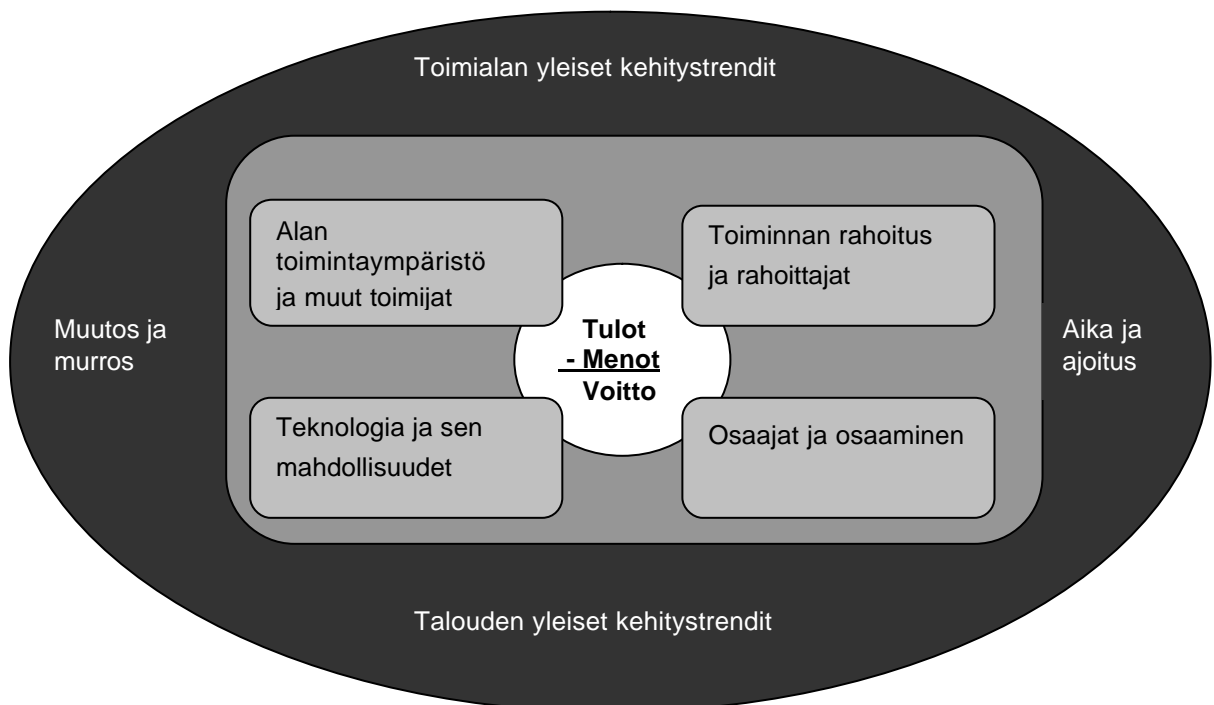 Toimialan yleiset kehitystrendit
Alan
toimintaympäristö
ja muut toimijat
Toiminnan rahoitus
ja rahoittajat
Muutos ja
murros
Tulot
- Menot
Voitto
Aika ja
ajoitus
Teknologia ja sen
mahdollisuudet
Osaajat ja osaaminen
Talouden yleiset kehitystrendit